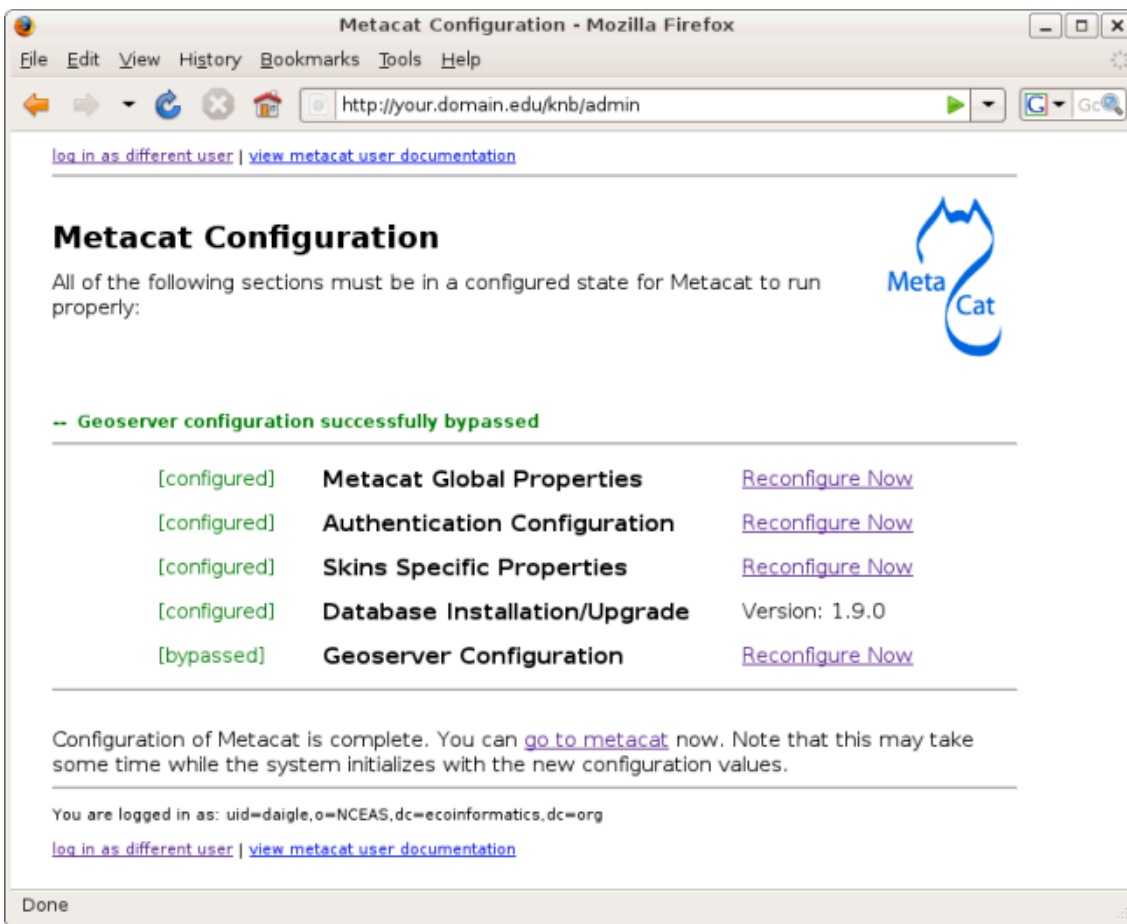 Metacat Configuration - Mozilla Firefox
File Edit View History Bookmarks Tools Help
http://your.domain.edu/knb/admin G Go
log in as different user | view metacat user documentation
Metacat Configuration
All of the following sections must be in a configured state for Metacat to run
properly:
Meta
Cat
-- Geoserver configuration successfully bypassed
[configured] Metacat Global Properties Reconfigure Now
[configured] Authentication Configuration Reconfigure Now
[configured] Skins Specific Properties Reconfigure Now
[configured] Database Installation/Upgrade Version: 1.9.0
[bypassed] Geoserver Configuration Reconfigure Now
Configuration of Metacat is complete. You can go to metacat now. Note that this may take
some time while the system initializes with the new configuration values.
You are logged in as: uid=daigle,o=NCEAS,dc=ecoinformatics,dc=org
log in as different user | view metacat user documentation
Done